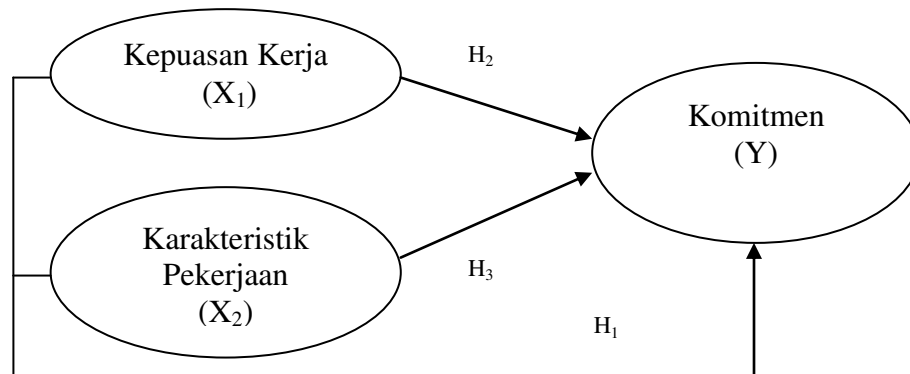 Kepuasan Kerja
(X₁)
H₂
Komitmen
(Y)
Karakteristik
Pekerjaan
(X₂)
H₃
H₁